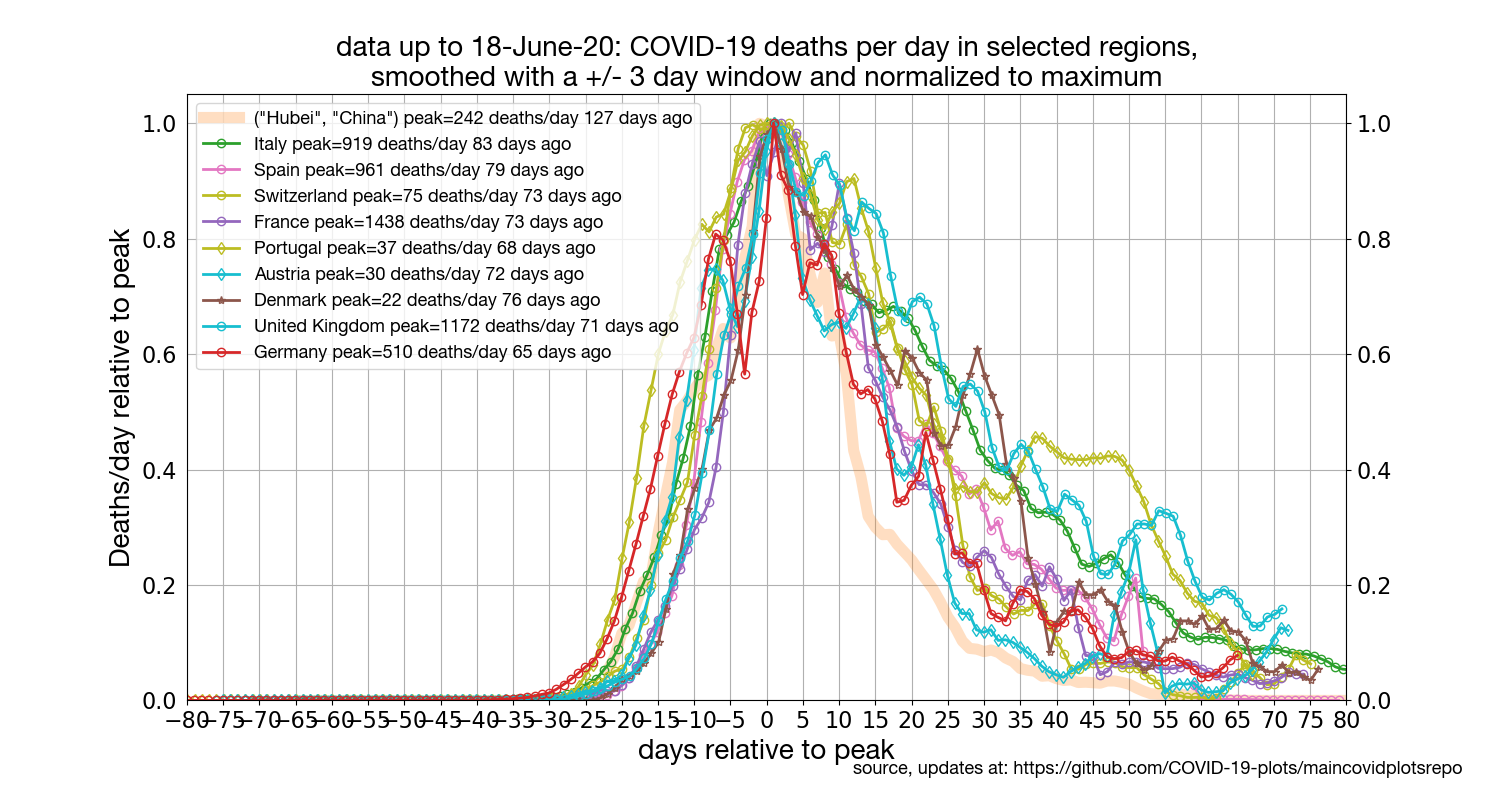 data up to 18-June-20: COVID-19 deaths per day in selected regions,
smoothed with a +/- 3 day window and normalized to maximum
("Hubei", "China") peak=242 deaths/day 127 days ago
Italy peak=919 deaths/day 83 days ago
Spain peak=961 deaths/day 79 days ago
Switzerland peak=75 deaths/day 73 days ago
France peak=1438 deaths/day 73 days ago
Portugal peak=37 deaths/day 68 days ago
Austria peak=30 deaths/day 72 days ago
Denmark peak=22 deaths/day 76 days ago
United Kingdom peak=1172 deaths/day 71 days ago
Germany peak=510 deaths/day 65 days ago
Deaths/day relative to peak
1.0
0.8
0.6
0.4
0.2
0.0
1.0
0.8
0.6
0.4
0.2
0.0
−80 −75 −70 −65 −60 −55 −50 −45 −40 −35 −30 −25 −20 −15 −10 −5 0 5 10 15 20 25 30 35 40 45 50 55 60 65 70 75 80
days relative to peak
source, updates at: https://github.com/COVID-19-plots/maincovidplotsrepo